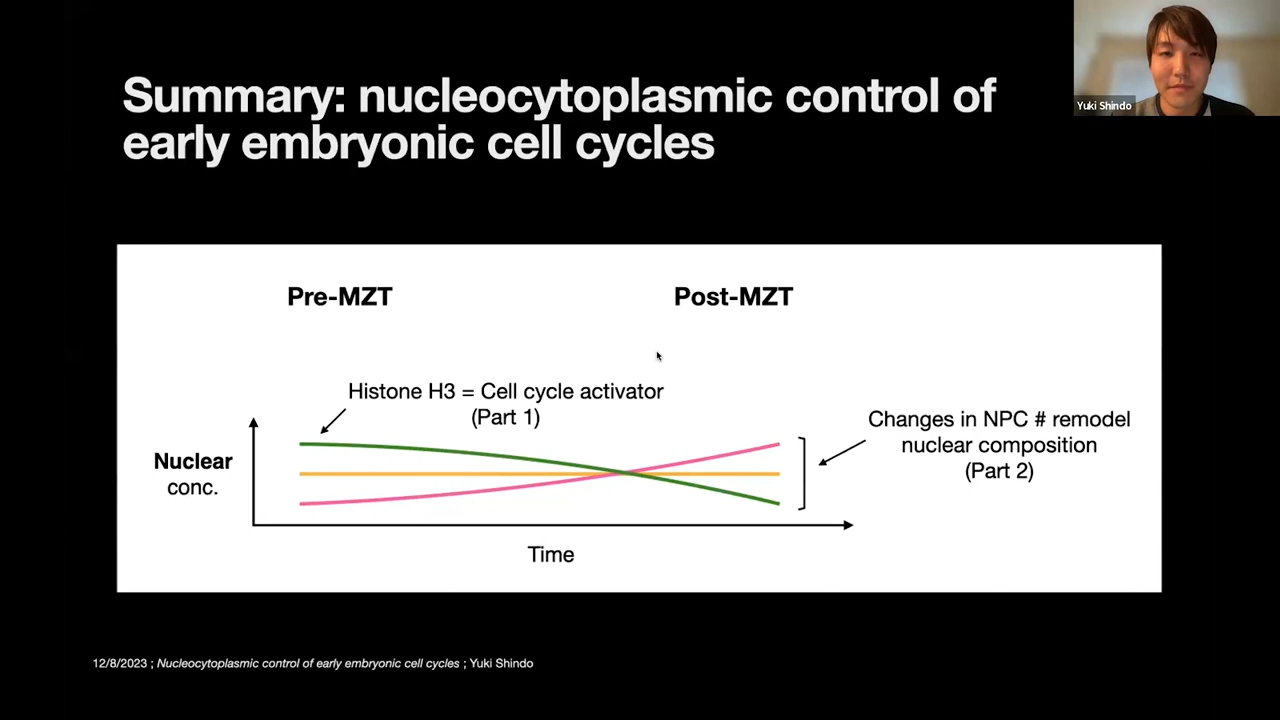 Summary: nucleocytoplasmic control of
early embryonic cell cycles
Yuki Shindo
Pre-MZT
Post-MZT
Histone H3 = Cell cycle activator
(Part 1)
Changes in NPC # remodel
nuclear composition
(Part 2)
Nuclear
conc.
Time
12/8/2023 ; Nucleocytoplasmic control of early embryonic cell cycles ; Yuki Shindo